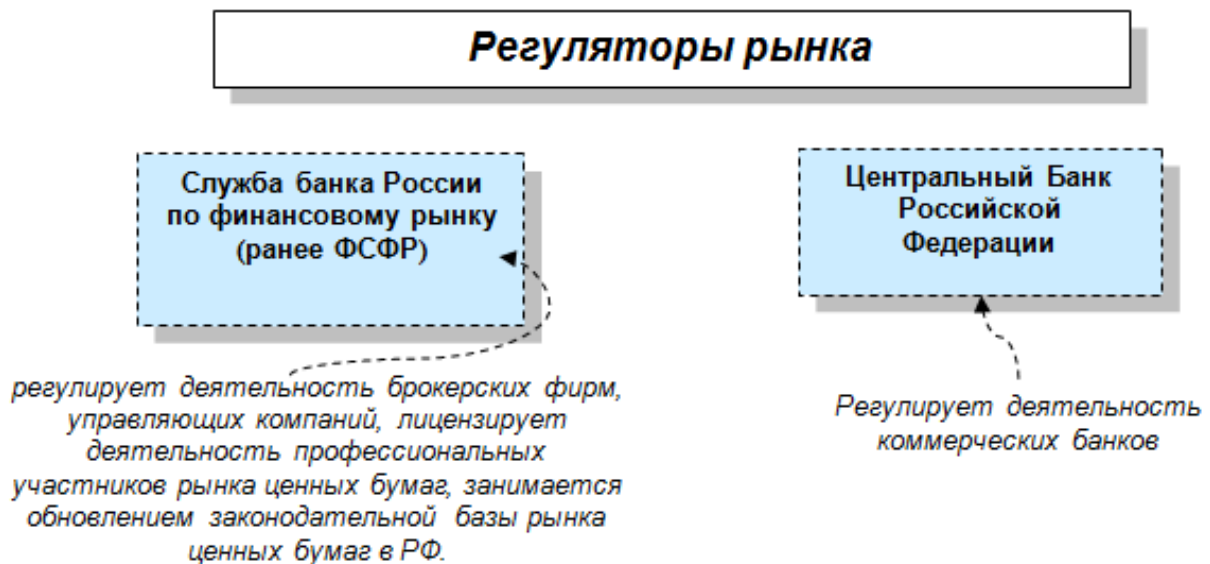 Регуляторы рынка
Служба банка России
по финансовому рынку
(ранее ФСФР)
Центральный Банк
Российской
Федерации
регулирует деятельность брокерских фирм,
управляющих компаний, лицензирует
деятельность профессиональных
участников рынка ценных бумаг, занимается
обновлением законодательной базы рынка
ценных бумаг в РФ.
Регулирует деятельность
коммерческих банков